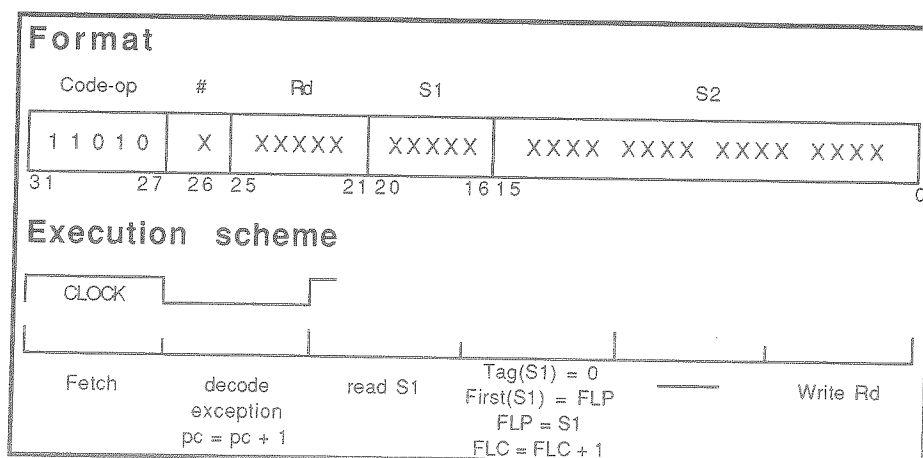 Format
Code-op # Rd S1 S2
1 1 0 1 0 X XXXXX XXXXX XXXX XXXX XXXX XXXX
31 27 26 25 21 20 16 15 0
Execution scheme
CLOCK
Fetch decode read S1 Tag(S1) = 0 Write Rd
exception First(S1) = FLP
pc = pc + 1 FLP = S1
FLC = FLC + 1